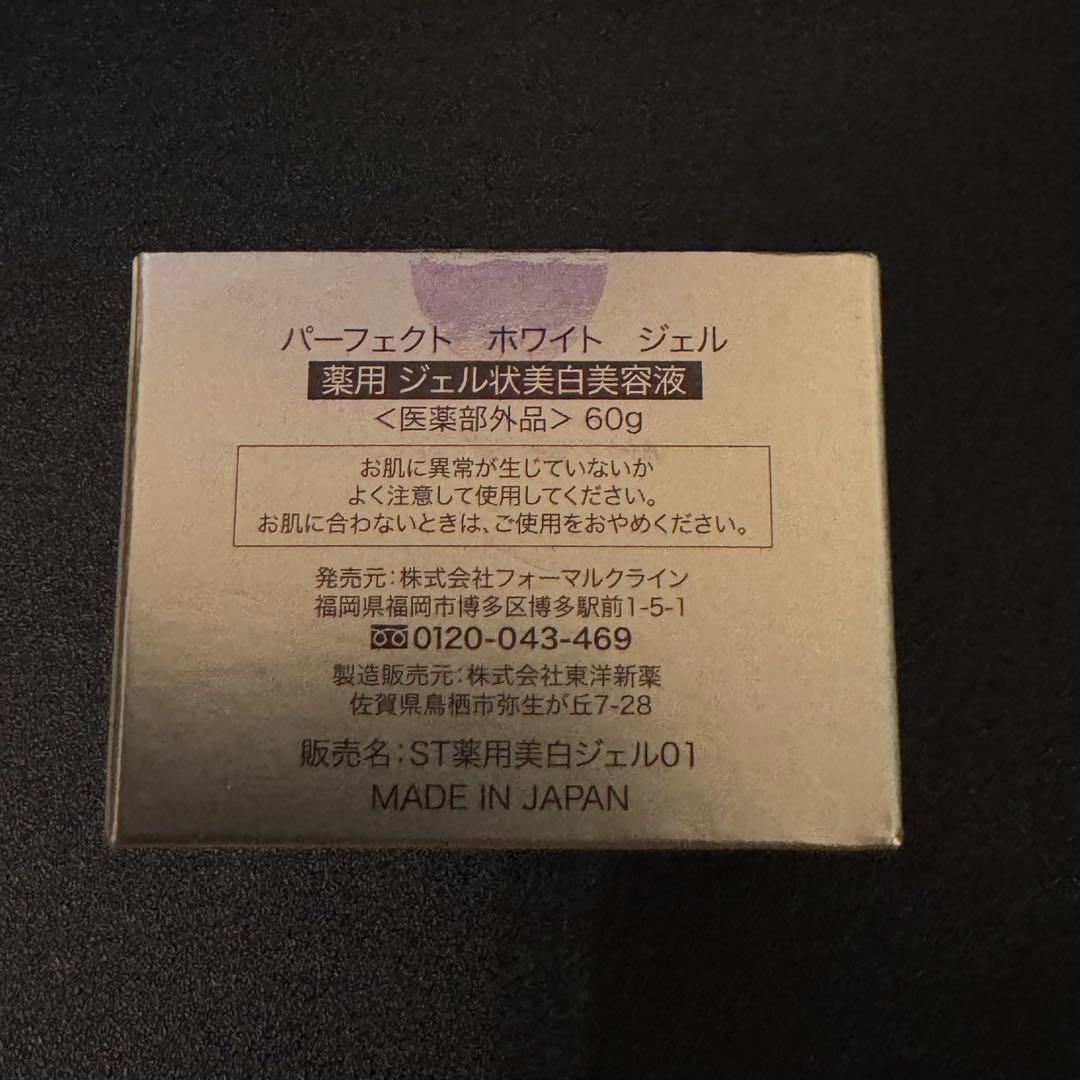 パーフェクト ホワイト ジェル
薬用 ジェル状美白美容液
＜医薬部外品＞ 60g
お肌に異常が生じていないか
よく注意して使用してください。
お肌に合わないときは、ご使用をおやめください。
発売元：株式会社フォーマルクライン
福岡県福岡市博多区博多駅前1-5-1
0120-043-469
製造販売元：株式会社東洋新薬
佐賀県鳥栖市弥生が丘7-28
販売名：ST薬用美白ジェル01
MADE IN JAPAN